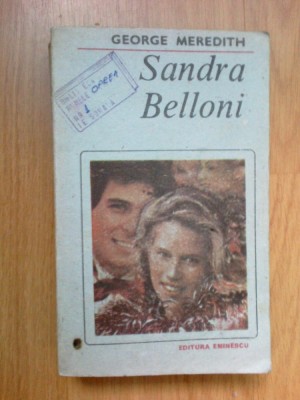 GEORGE MEREDITH
Sandra
Belloni
EDITURA EMINESCU